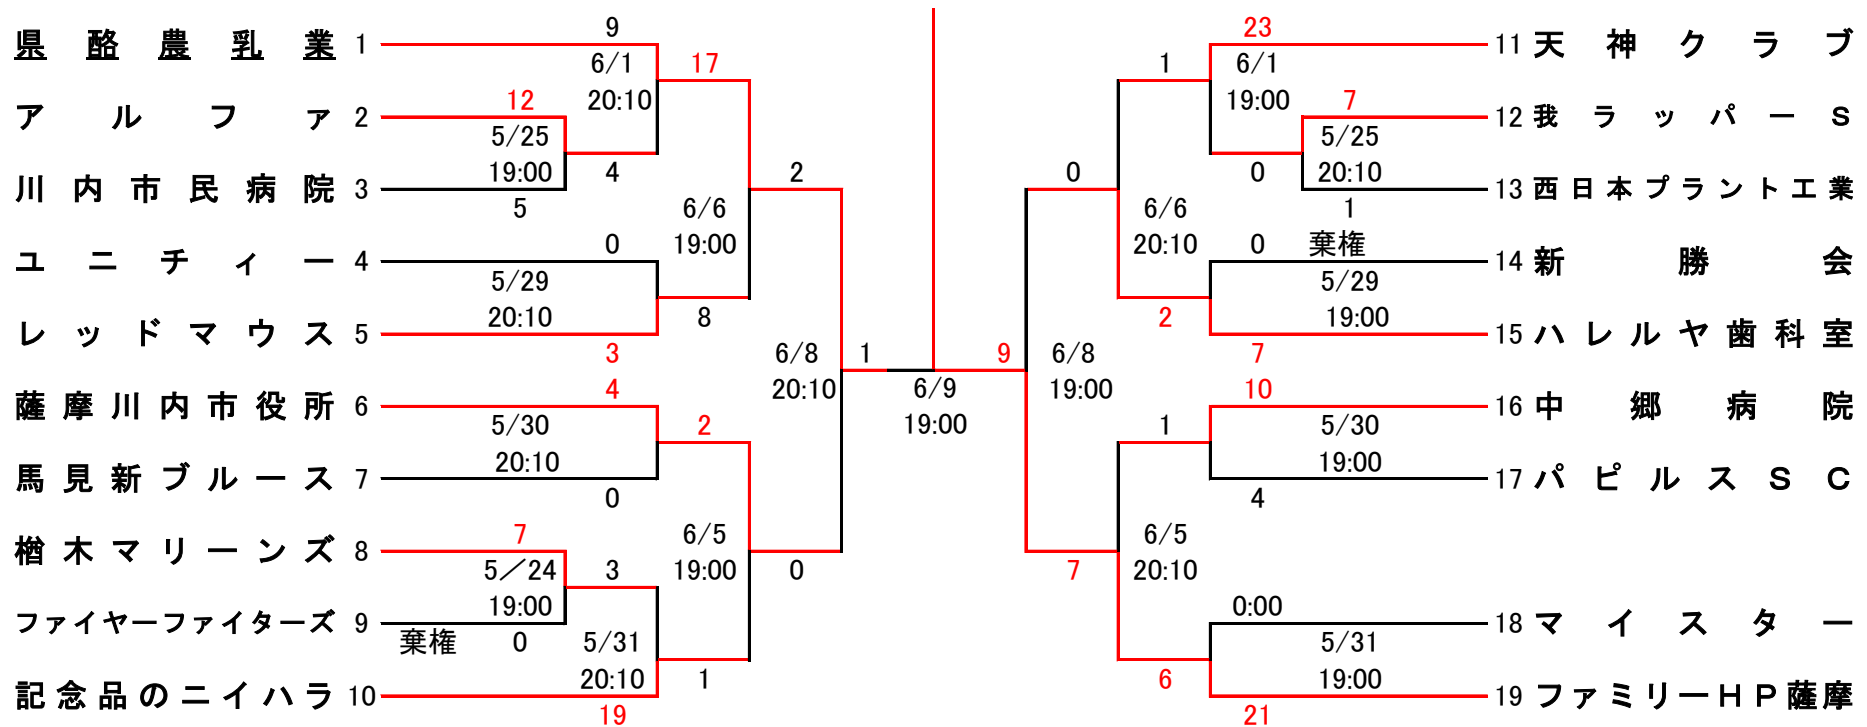 9 23
県酪農乳業 1 11 天神クラブ
6/1 17 1 6/1
12 20:10 19:00 7
アルファ 2 12 我ラッパーS
5/25 5/25
19:00 4 2 0 0 20:10
川内市民病院 3 13 西日本プラント工業
5 6/6 6/6 1
0 19:00 20:10 0 棄権
ユニティー 4 14 新勝会
5/29 5/29
20:10 8 2 19:00
レッドマウス 5 15 ハレルヤ歯科室
3 6/8 1 9 6/8 7
4 20:10 6/9 19:00 10
薩摩川内市役所 6 16 中郷病院
5/30 2 19:00 1 5/30
20:10 19:00
馬見新ブルース 7 17 パピルスSC
0 4
7 6/5 6/5
楢木マリーンズ 8
5/24 3 19:00 0 7 20:10
19:00 0:00
ファイヤーファイターズ 9 18 マイスター
棄権 0 5/31 5/31
20:10 1 6 19:00
記念品のニイハラ 10 19 ファミリーHP薩摩
19 21